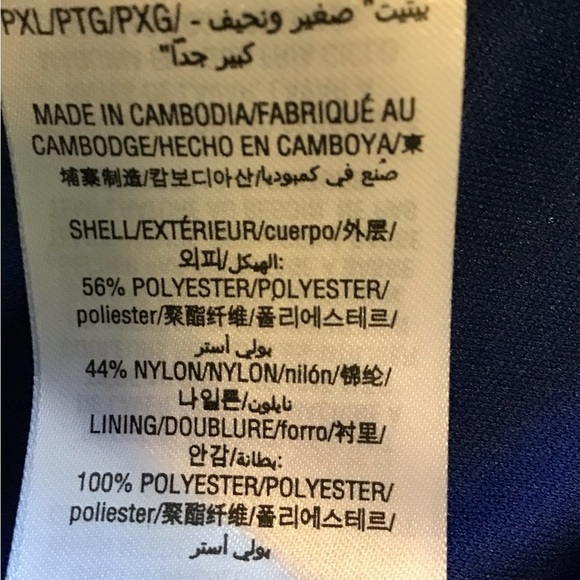 PXL/PTG/PXG/ - بيتيت" صغير ونحيف
كبير جداً"
MADE IN CAMBODIA/FABRIQUÉ AU
CAMBODGE/HECHO EN CAMBOYA/柬
埔寨制造/캄보디아산/صُنع في كمبوديا
SHELL/EXTÉRIEUR/cuerpo/外层/
외피/الهيكل:
56% POLYESTER/POLYESTER/
poliester/聚酯纤维/폴리에스테르/
بولي أستر
44% NYLON/NYLON/nilón/锦纶/
나일론/نايلون
LINING/DOUBLURE/forro/衬里/
안감/بطانة:
100% POLYESTER/POLYESTER/
poliester/聚酯纤维/폴리에스테르/
بولي أستر